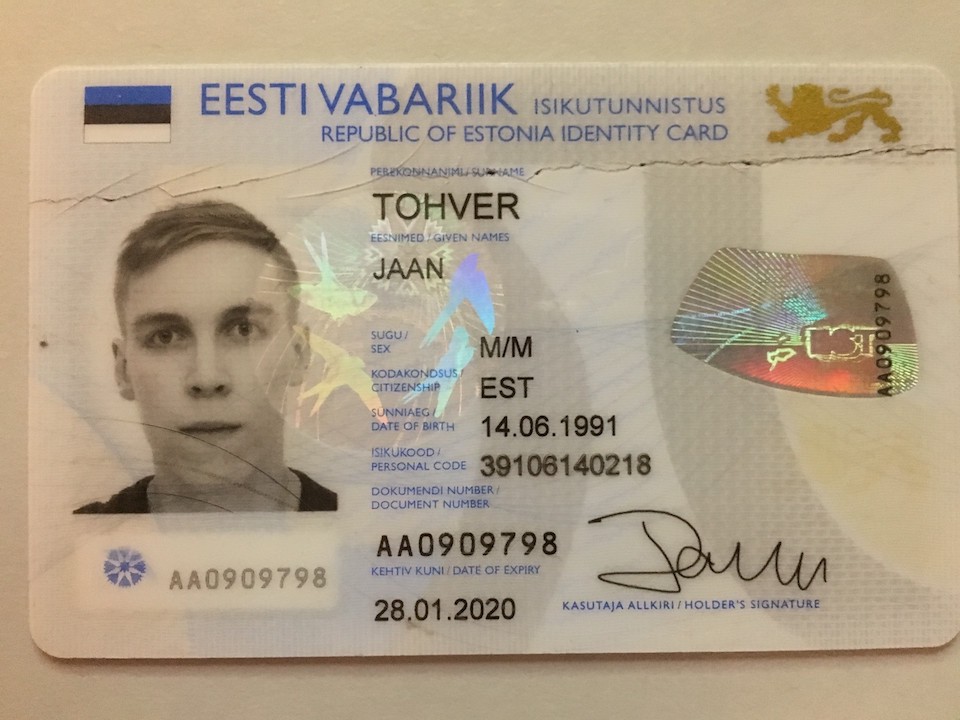 EESTI VABARIIK ISIKUTUNNISTUS
REPUBLIC OF ESTONIA IDENTITY CARD
PEREKONNANIMI/ SURNAME
TOHVER
EESNIMED / GIVEN NAMES
JAAN
SUGU /
SEX
M/M
KODAKONDSUS /
CITIZENSHIP
EST
SÜNNIAEG /
DATE OF BIRTH
14.06.1991
ISIKUKOOD /
PERSONAL CODE
39106140218
DOKUMENDI NUMBER /
DOCUMENT NUMBER
AA0909798
KEHTIV KUNI / DATE OF EXPIRY
28.01.2020
AA0909798
KASUTAJA ALLKIRI / HOLDER'S SIGNATURE
AA0909798